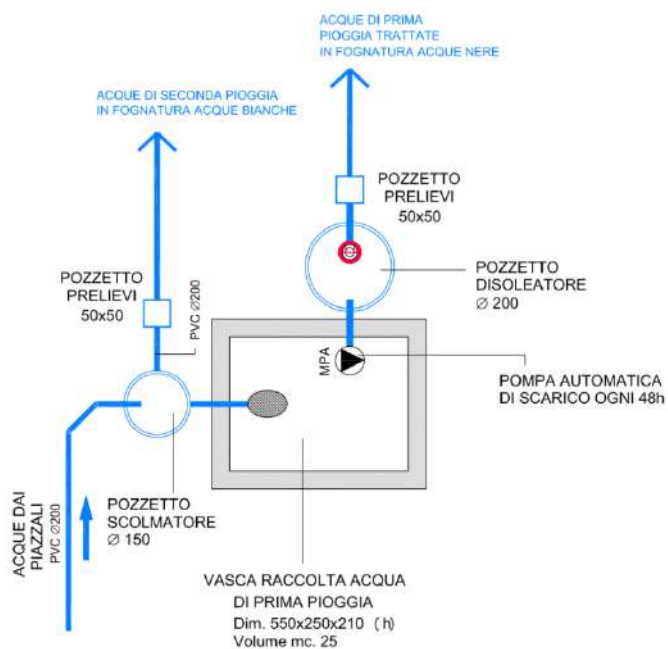 ACQUE DI PRIMA
PIOGGIA TRATTATE
IN FOGNATURA ACQUE NERE
ACQUE DI SECONDA PIOGGIA
IN FOGNATURA ACQUE BIANCHE
POZZETTO
PRELIEVI
50x50
POZZETTO
DISOLEATORE
Ø 200
POZZETTO
PRELIEVI
50x50
PVC Ø200
MPA
POMPA AUTOMATICA
DI SCARICO OGNI 48h
ACQUE DAI
PIAZZALI
PVC Ø200
POZZETTO
SCOLMATORE
Ø 150
VASCA RACCOLTA ACQUA
DI PRIMA PIOGGIA
Dim. 550x250x210 (h)
Volume mc. 25